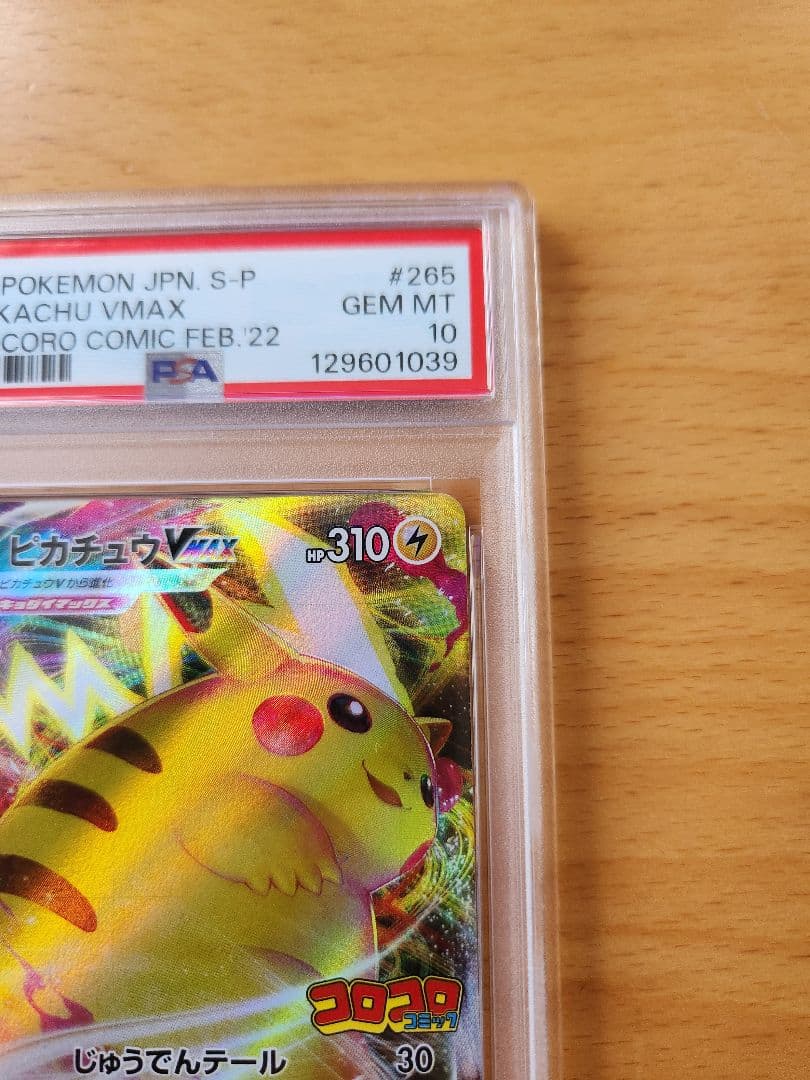 POKEMON JPN. S-P #265
KACHU VMAX GEM MT
CORO COMIC FEB.'22 10
PSA 129601039
ピカチュウVMAX HP310
ピカチュウVから進化
キョダイマックス
コロコロ
コミック
じゅうでんテール 30